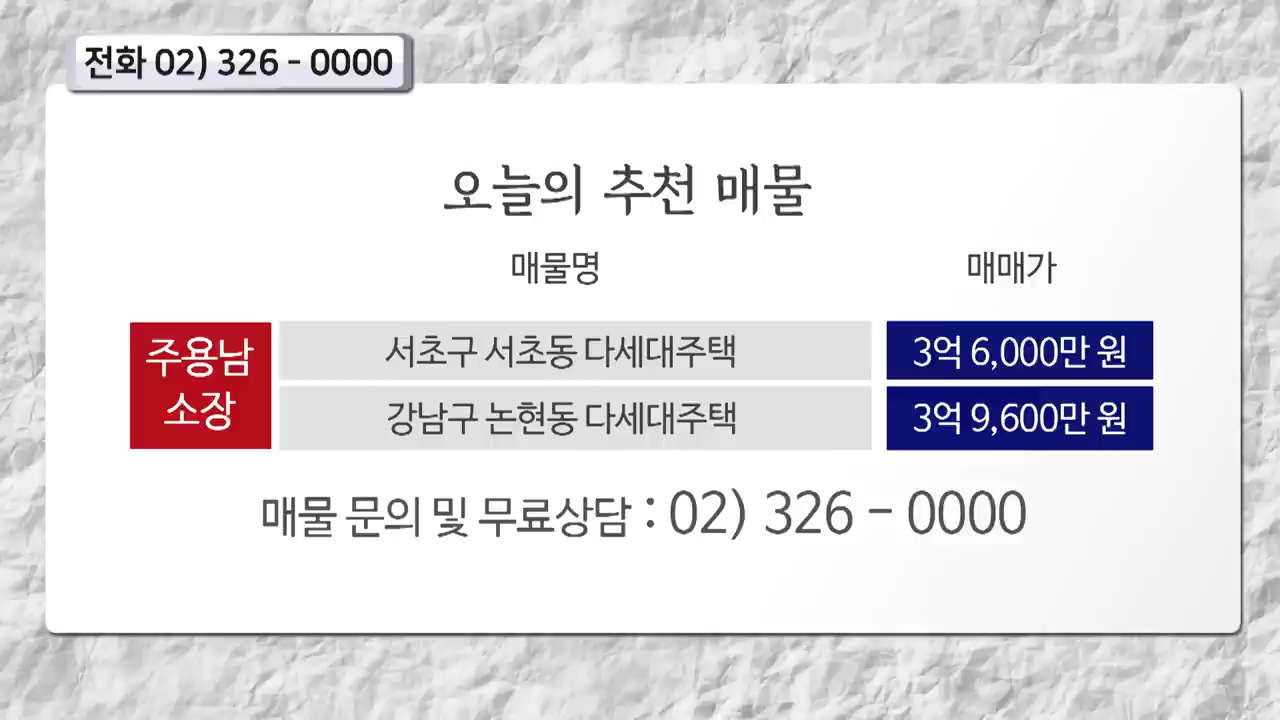 전화 02) 326 - 0000
오늘의 추천 매물
매물명 매매가
주용남 소장
서초구 서초동 다세대주택 3억 6,000만 원
강남구 논현동 다세대주택 3억 9,600만 원
매물 문의 및 무료상담 : 02) 326 - 0000